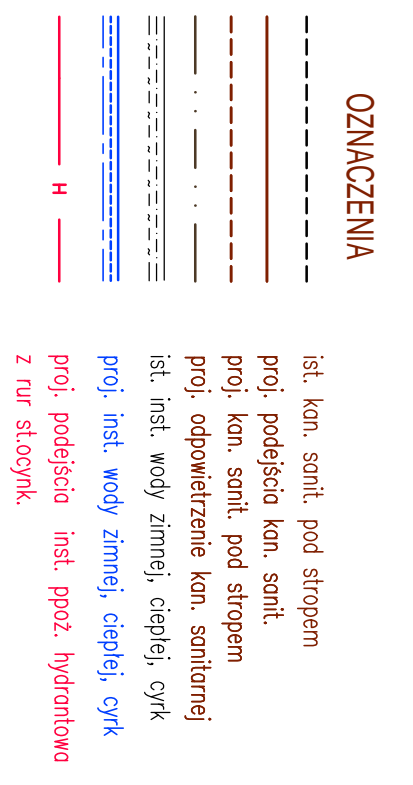 OZNACZENIA
ist. kan. sanit. pod stropem
proj. podejścia kan. sanit.
proj. kan. sanit. pod stropem
proj. odpowietrzenie kan. sanitarnej
ist. inst. wody zimnej, ciepłej, cyrk
proj. inst. wody zimnej, ciepłej, cyrk
H
proj. podejścia inst. ppoż. hydrantowa
z rur st.ocynk.